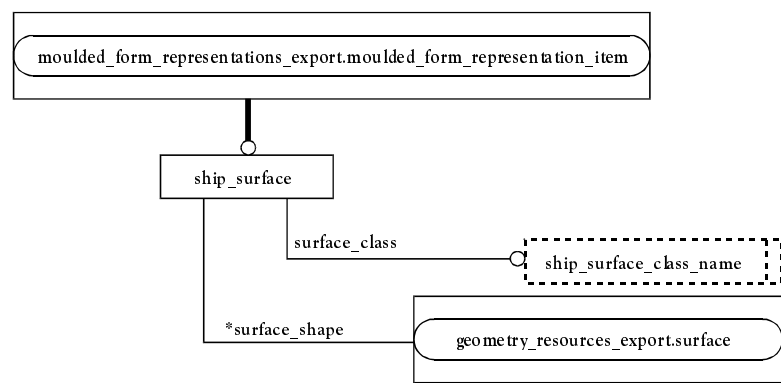 moulded_form_representations_export.moulded_form_representation_item
ship_surface
surface_class
ship_surface_class_name
*surface_shape
geometry_resources_export.surface